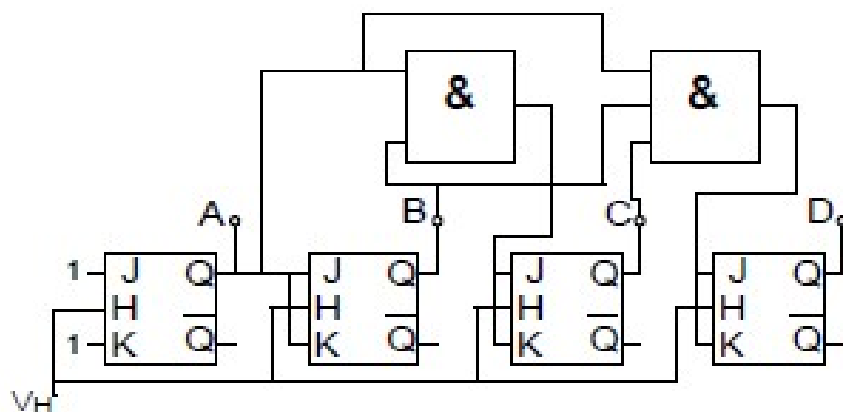 & &
A B C D
1 J Q J Q J Q J Q
H H H H
1 K Q K Q K Q K Q
VH